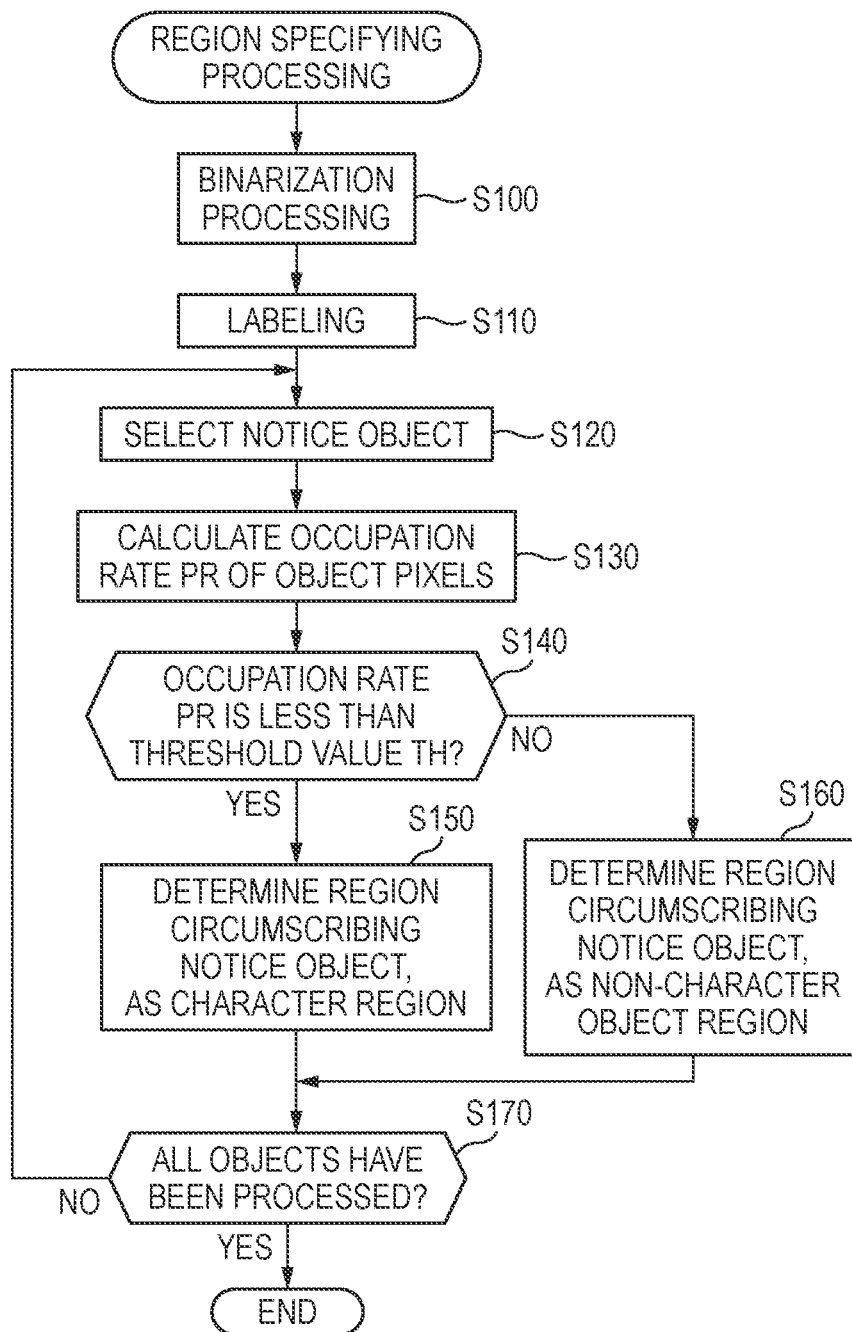 REGION SPECIFYING
PROCESSING
BINARIZATION
PROCESSING
S100
LABELING
S110
SELECT NOTICE OBJECT
S120
CALCULATE OCCUPATION
RATE PR OF OBJECT PIXELS
S130
S140
OCCUPATION RATE
PR IS LESS THAN
THRESHOLD VALUE TH?
NO
YES
S150
DETERMINE REGION
CIRCUMSCRIBING
NOTICE OBJECT,
AS CHARACTER REGION
S160
DETERMINE REGION
CIRCUMSCRIBING
NOTICE OBJECT,
AS NON-CHARACTER
OBJECT REGION
S170
ALL OBJECTS HAVE
BEEN PROCESSED?
NO
YES
END